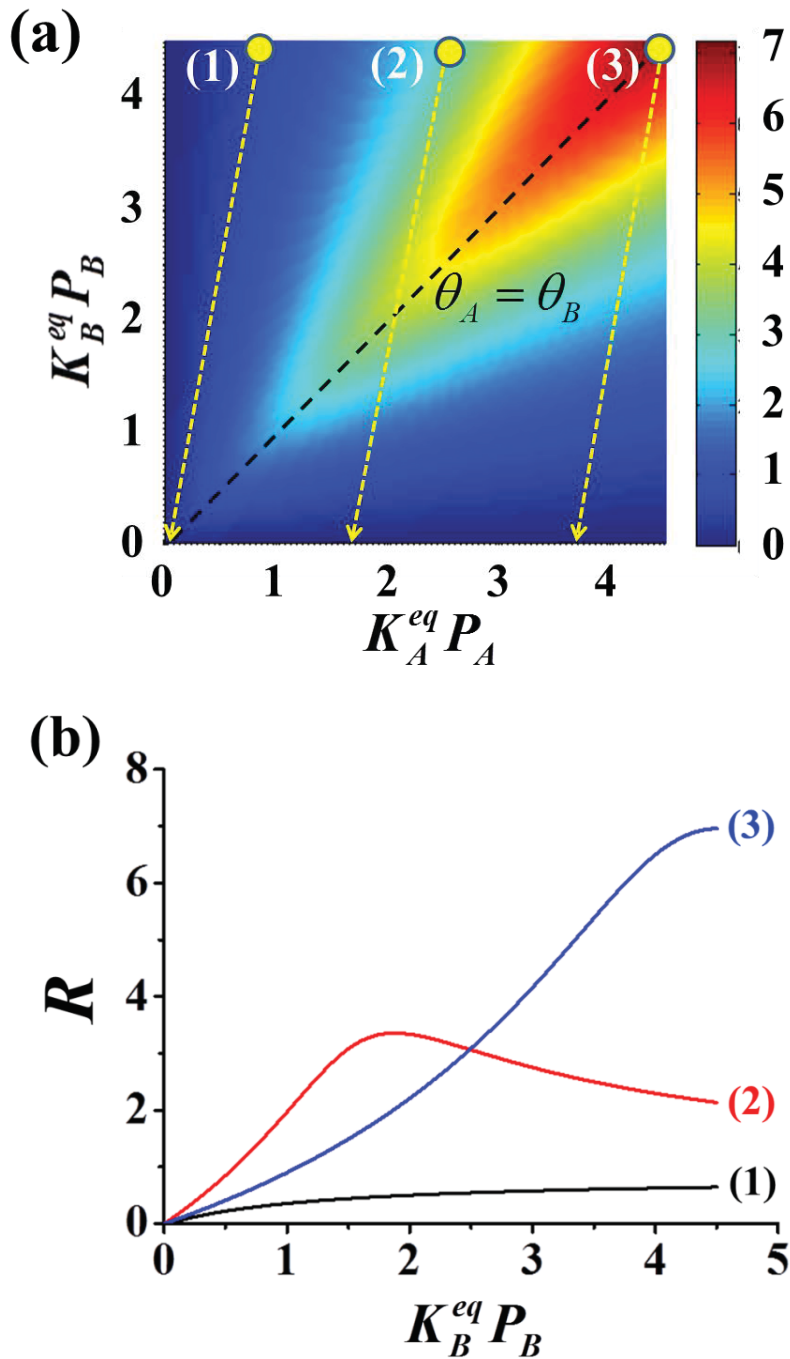 (a)
(1) (2) (3)
7
6
5
4
3
2
1
0
4
3
2
1
0
K_B^{eq} P_B
θ_A = θ_B
0 1 2 3 4
K_A^{eq} P_A
(b)
8
6
4
2
0
R
(3)
(2)
(1)
0 1 2 3 4 5
K_B^{eq} P_B